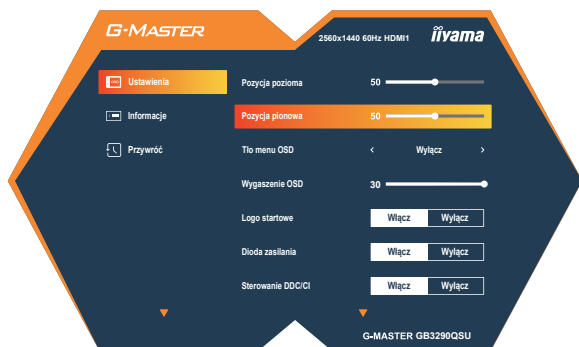 G-MASTER
2560x1440 60Hz HDMI1
iiyama
Ustawienia
Informacje
Przywróć
Pozycja pozioma 50
Pozycja pionowa 50
Tło menu OSD < Wyłącz >
Wygaszenie OSD 30
Logo startowe Włącz Wyłącz
Dioda zasilania Włącz Wyłącz
Sterowanie DDC/CI Włącz Wyłącz
G-MASTER GB3290QSU